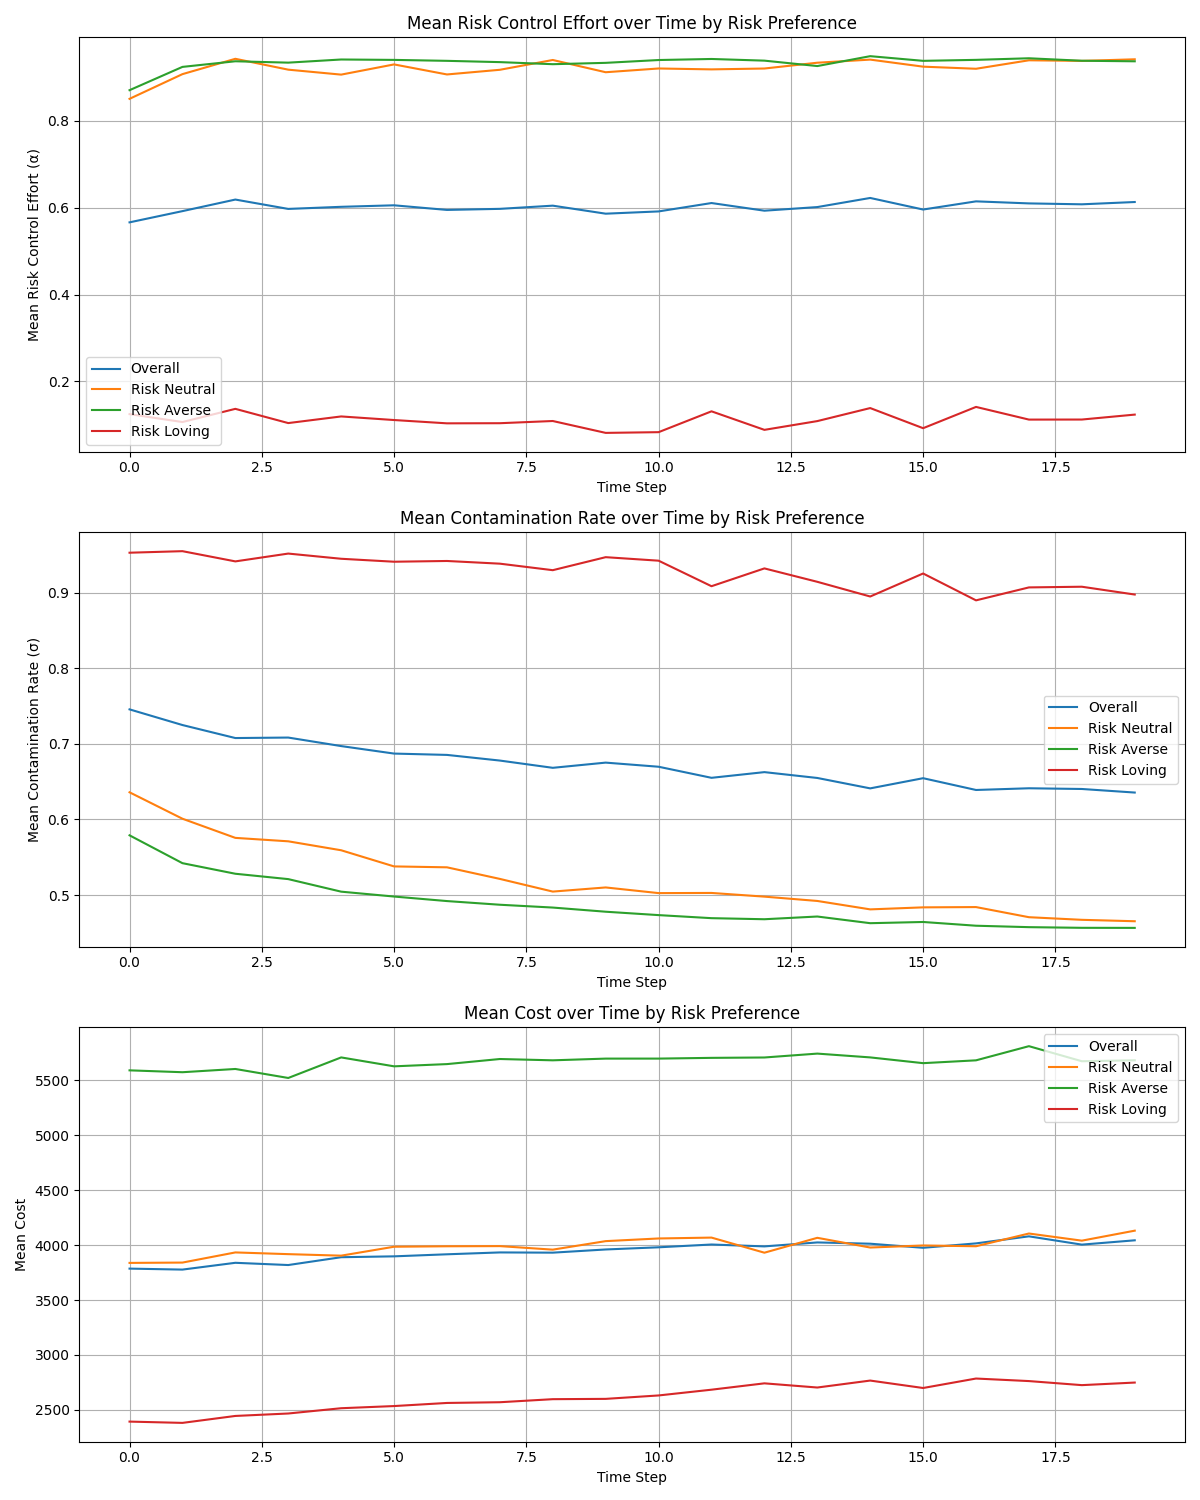 Mean Risk Control Effort over Time by Risk Preference
Mean Risk Control Effort (α)
0.8
0.6
0.4
0.2
Overall
Risk Neutral
Risk Averse
Risk Loving
0.0 2.5 5.0 7.5 10.0 12.5 15.0 17.5
Time Step
Mean Contamination Rate over Time by Risk Preference
Mean Contamination Rate (σ)
0.9
0.8
0.7
0.6
0.5
Overall
Risk Neutral
Risk Averse
Risk Loving
0.0 2.5 5.0 7.5 10.0 12.5 15.0 17.5
Time Step
Mean Cost over Time by Risk Preference
Mean Cost
5500
5000
4500
4000
3500
3000
2500
Overall
Risk Neutral
Risk Averse
Risk Loving
0.0 2.5 5.0 7.5 10.0 12.5 15.0 17.5
Time Step